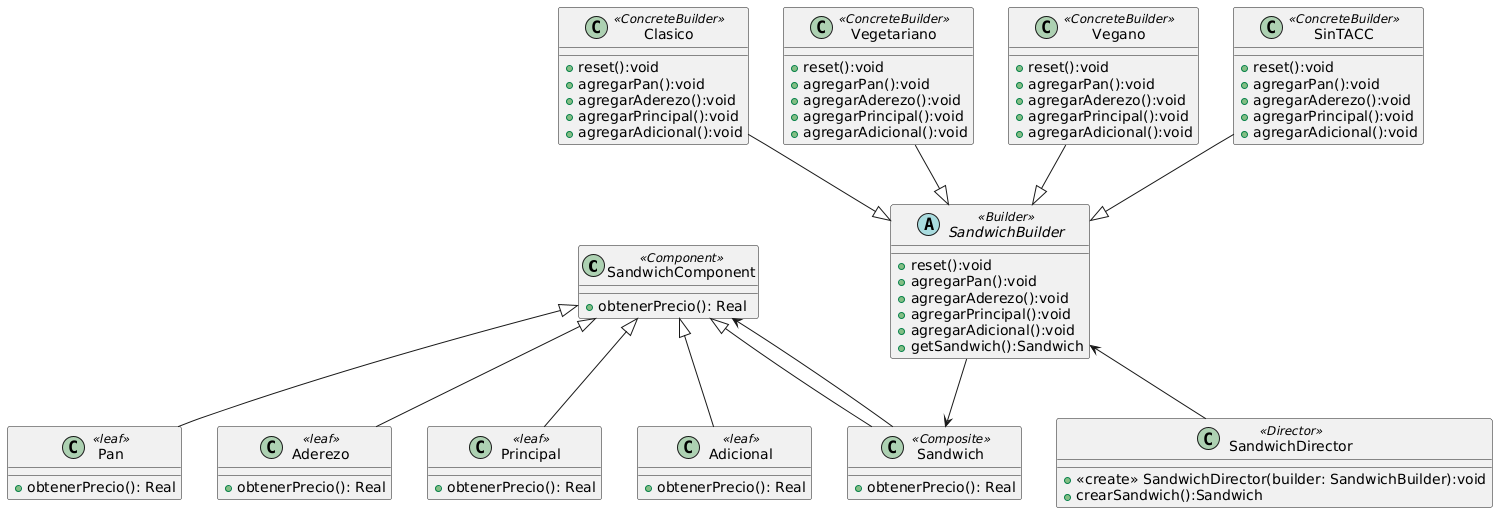 C «ConcreteBuilder»
Clasico
reset():void
agregarPan():void
agregarAderezo():void
agregarPrincipal():void
agregarAdicional():void
C «ConcreteBuilder»
Vegetariano
reset():void
agregarPan():void
agregarAderezo():void
agregarPrincipal():void
agregarAdicional():void
C «ConcreteBuilder»
Vegano
reset():void
agregarPan():void
agregarAderezo():void
agregarPrincipal():void
agregarAdicional():void
C «ConcreteBuilder»
SinTACC
reset():void
agregarPan():void
agregarAderezo():void
agregarPrincipal():void
agregarAdicional():void
C «Component»
SandwichComponent
obtenerPrecio(): Real
A «Builder»
SandwichBuilder
reset():void
agregarPan():void
agregarAderezo():void
agregarPrincipal():void
agregarAdicional():void
getSandwich():Sandwich
C «leaf»
Pan
obtenerPrecio(): Real
C «leaf»
Aderezo
obtenerPrecio(): Real
C «leaf»
Principal
obtenerPrecio(): Real
C «leaf»
Adicional
obtenerPrecio(): Real
C «Composite»
Sandwich
obtenerPrecio(): Real
C «Director»
SandwichDirector
«create» SandwichDirector(builder: SandwichBuilder):void
crearSandwich():Sandwich